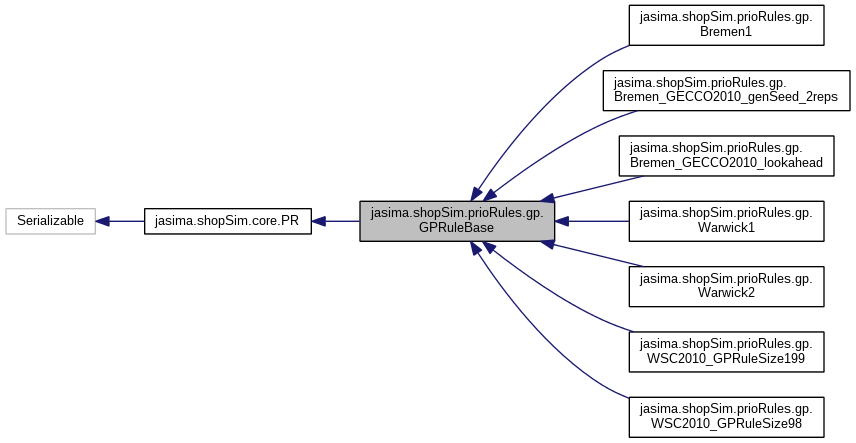 Serializable
jasima.shopSim.core.PR
jasima.shopSim.prioRules.gp.
GPRuleBase
jasima.shopSim.prioRules.gp.
Bremen1
jasima.shopSim.prioRules.gp.
Bremen_GECCO2010_genSeed_2reps
jasima.shopSim.prioRules.gp.
Bremen_GECCO2010_lookahead
jasima.shopSim.prioRules.gp.
Warwick1
jasima.shopSim.prioRules.gp.
Warwick2
jasima.shopSim.prioRules.gp.
WSC2010_GPRuleSize199
jasima.shopSim.prioRules.gp.
WSC2010_GPRuleSize98